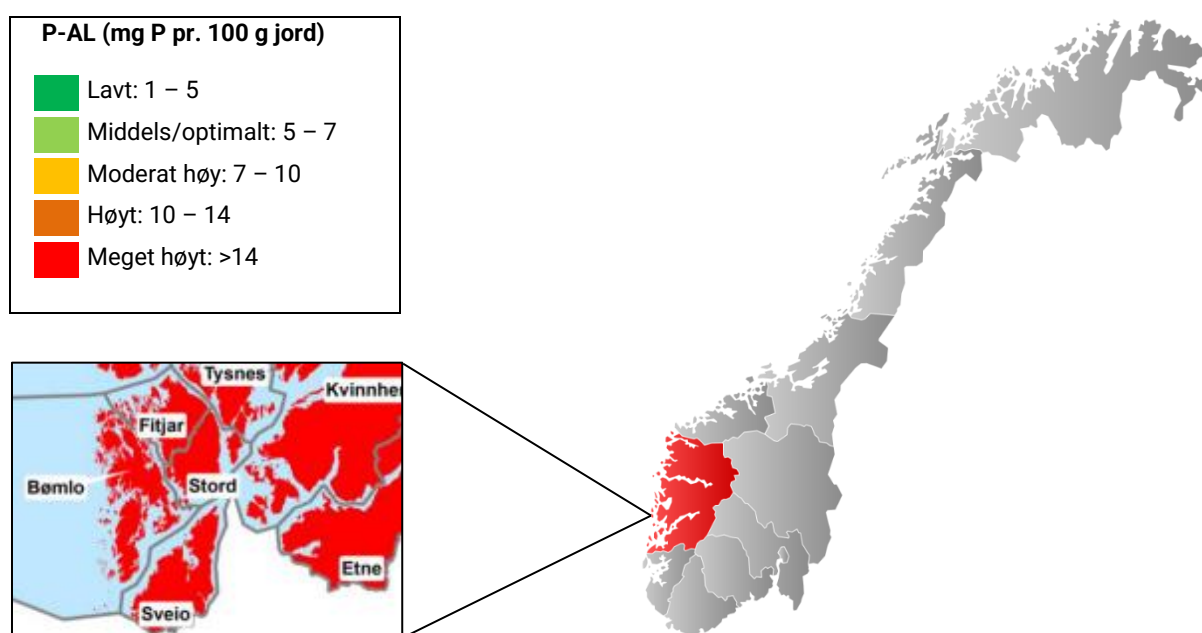 P-AL (mg P pr. 100 g jord)
Lavt: 1 – 5
Middels/optimalt: 5 – 7
Moderat høy: 7 – 10
Høyt: 10 – 14
Meget høyt: >14
Tysnes
Kvinnher
Fitjar
Bømlo
Stord
Etne
Sveio